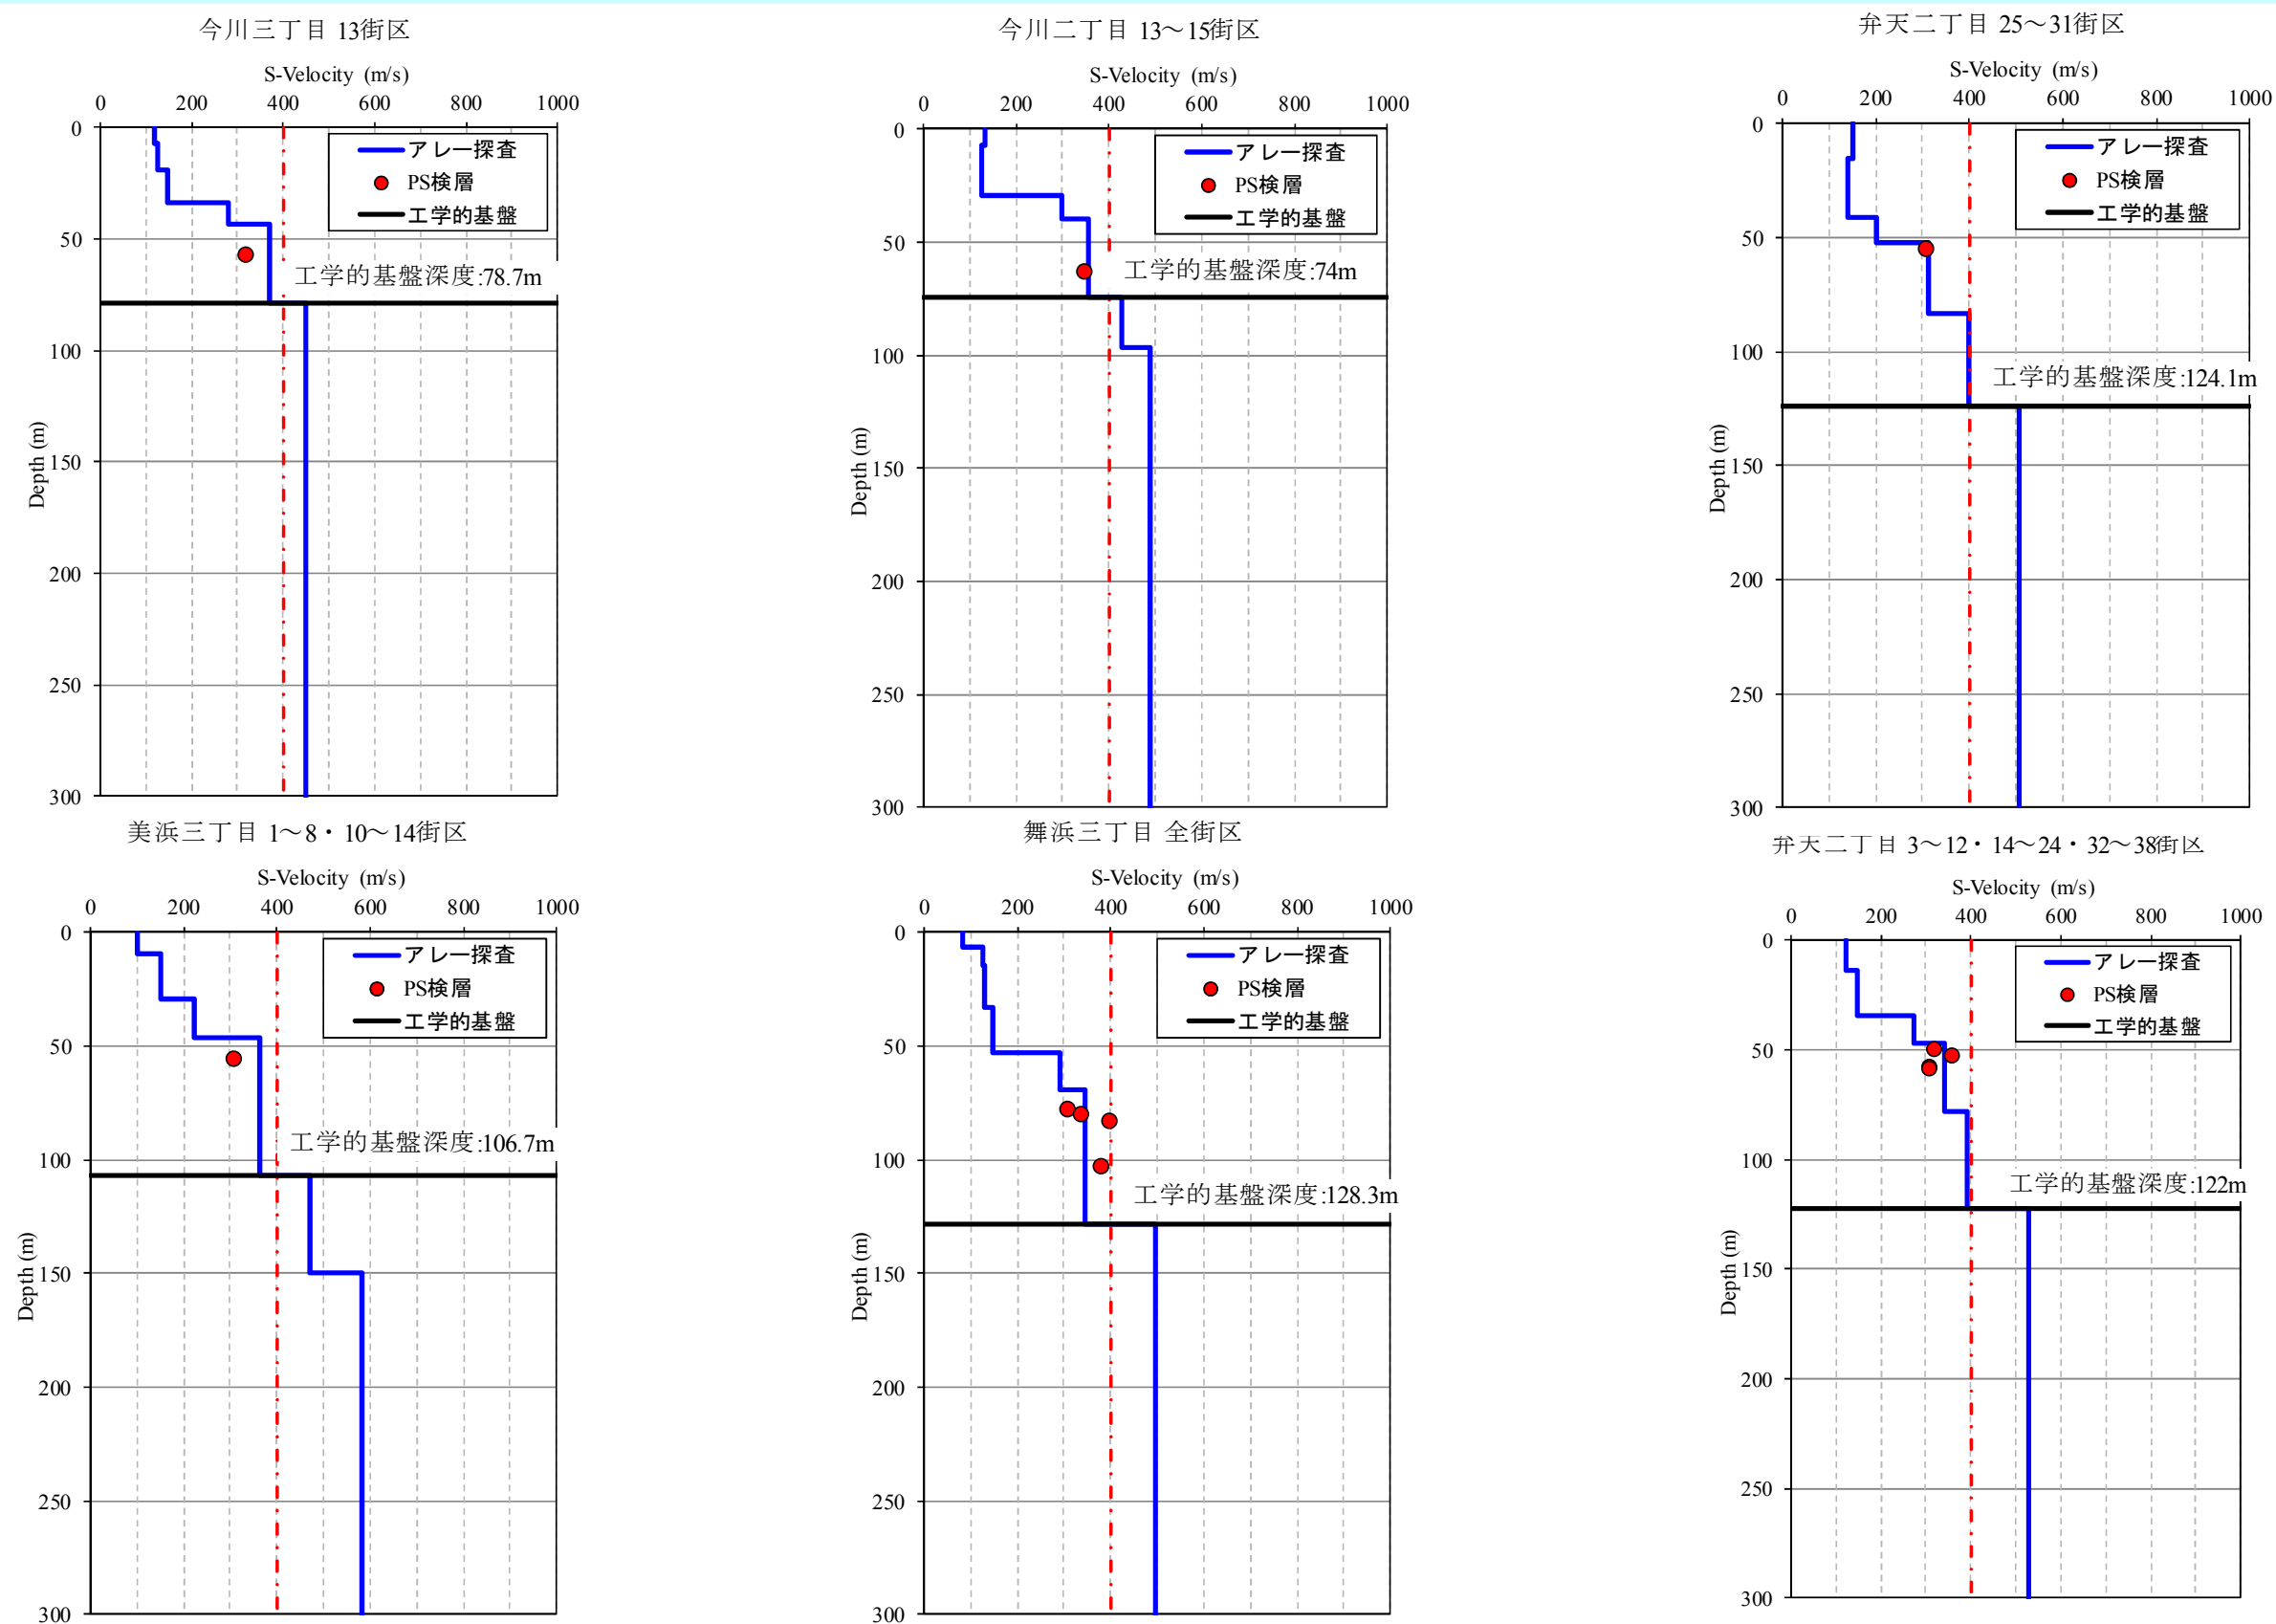 今川三丁目 13街区
S-Velocity (m/s)
0 200 400 600 800 1000
0
50
100
150
200
250
300
Depth (m)
アレー探査
PS検層
工学的基盤
工学的基盤深度:78.7m
今川二丁目 13～15街区
S-Velocity (m/s)
0 200 400 600 800 1000
0
50
100
150
200
250
300
Depth (m)
アレー探査
PS検層
工学的基盤
工学的基盤深度:74m
弁天二丁目 25～31街区
S-Velocity (m/s)
0 200 400 600 800 1000
0
50
100
150
200
250
300
Depth (m)
アレー探査
PS検層
工学的基盤
工学的基盤深度:124.1m
美浜三丁目 1～8・10～14街区
S-Velocity (m/s)
0 200 400 600 800 1000
0
50
100
150
200
250
300
Depth (m)
アレー探査
PS検層
工学的基盤
工学的基盤深度:106.7m
舞浜三丁目 全街区
S-Velocity (m/s)
0 200 400 600 800 1000
0
50
100
150
200
250
300
Depth (m)
アレー探査
PS検層
工学的基盤
工学的基盤深度:128.3m
弁天二丁目 3～12・14～24・32～38街区
S-Velocity (m/s)
0 200 400 600 800 1000
0
50
100
150
200
250
300
Depth (m)
アレー探査
PS検層
工学的基盤
工学的基盤深度:122m